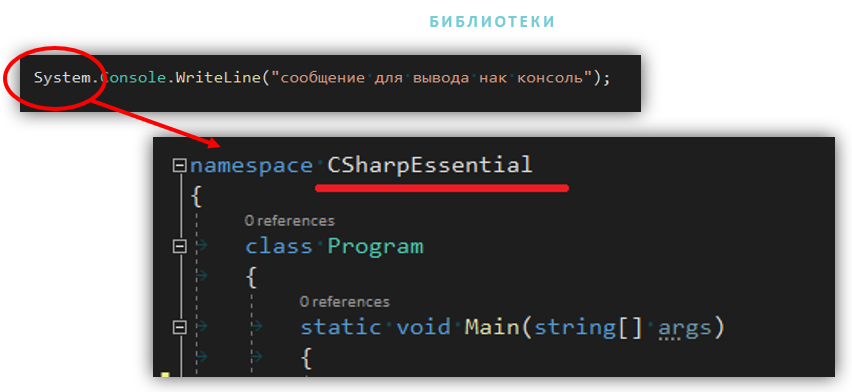 БИБЛИОТЕКИ
System.Console.WriteLine("сообщение для вывода нак консоль");
namespace CSharpEssential
{
0 references
class Program
{
0 references
static void Main(string[] args)
{